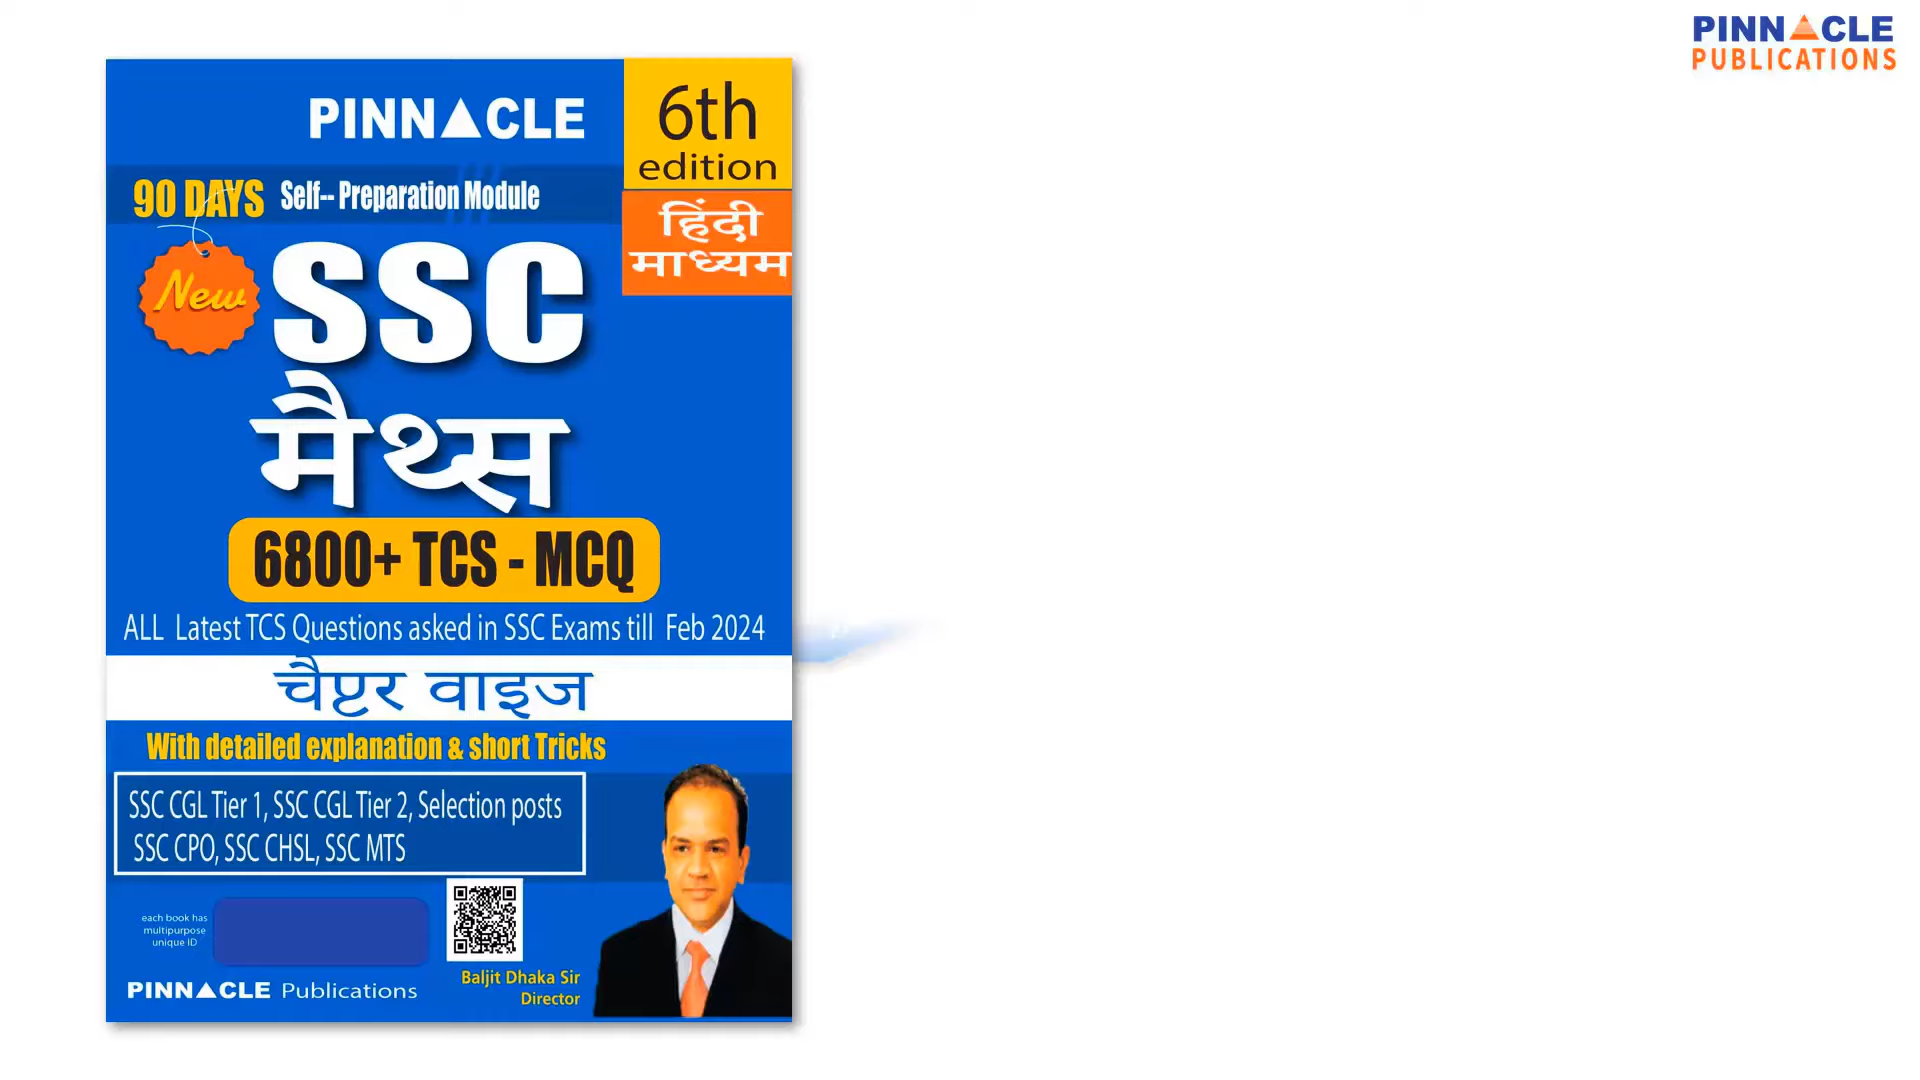 PINNACLE
PUBLICATIONS
PINNACLE
6th
edition
90 DAYS Self-- Preparation Module
हिंदी
माध्यम
New
SSC
मैथ्स
6800+ TCS - MCQ
ALL Latest TCS Questions asked in SSC Exams till Feb 2024
चैप्टर वाइज
With detailed explanation & short Tricks
SSC CGL Tier 1, SSC CGL Tier 2, Selection posts
SSC CPO, SSC CHSL, SSC MTS
each book has
multipurpose
unique ID
Baljit Dhaka Sir
Director
PINNACLE Publications